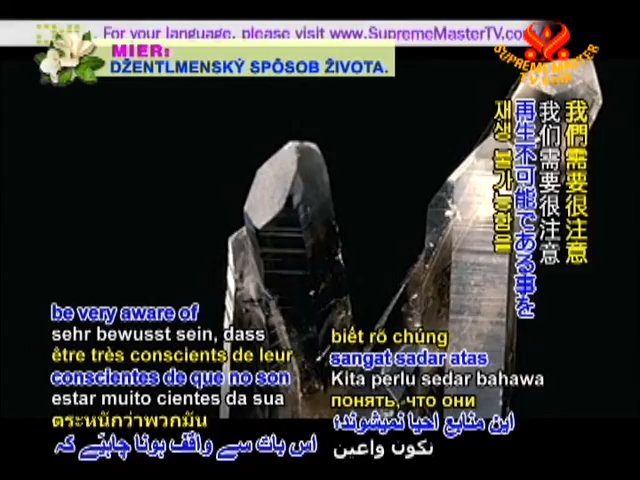 For your language, please visit www.SupremeMasterTV.com
MIER:
DŽENTLMENSKÝ SPÔSOB ŽIVOTA.
SUPREME MASTER
TV
我們需要很注意
我们需要很注意
再生不可能である事を
재생 불가능함을
be very aware of
sehr bewusst sein, dass
être très conscients de leur
conscientes de que no son
estar muito cientes da sua
ตระหนักว่าพวกมัน
اس بات سے واقف ہونا چاہیے کہ
biết rõ chúng
sangat sadar atas
Kita perlu sedar bahawa
понять, что они
این منابع احیا نمیشوند؛
نكون واعين